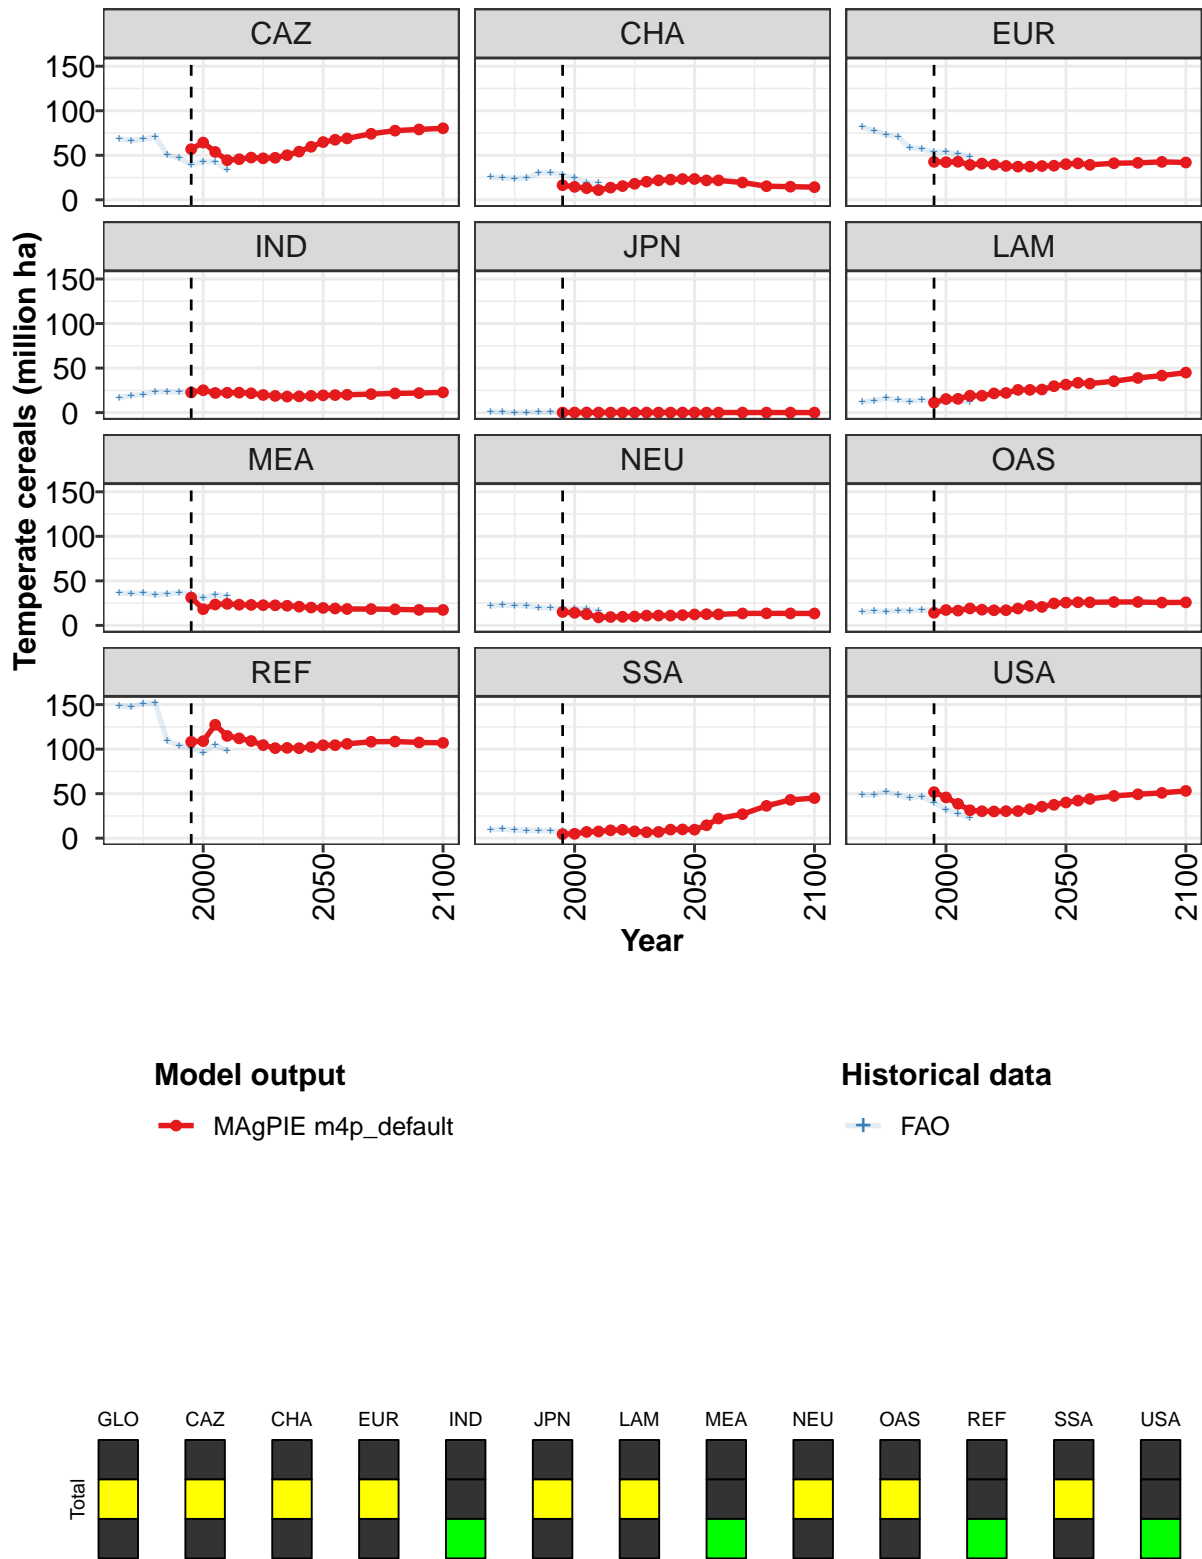 CAZ CHA EUR
150
100
50
0
IND JPN LAM
150
100
50
0
MEA NEU OAS
150
100
50
0
REF SSA USA
150
100
50
0
Temperate cereals (million ha)
2000 2050 2100 2000 2050 2100 2000 2050 2100
Year
Model output Historical data
MAgPIE m4p_default FAO
GLO CAZ CHA EUR IND JPN LAM MEA NEU OAS REF SSA USA
Total